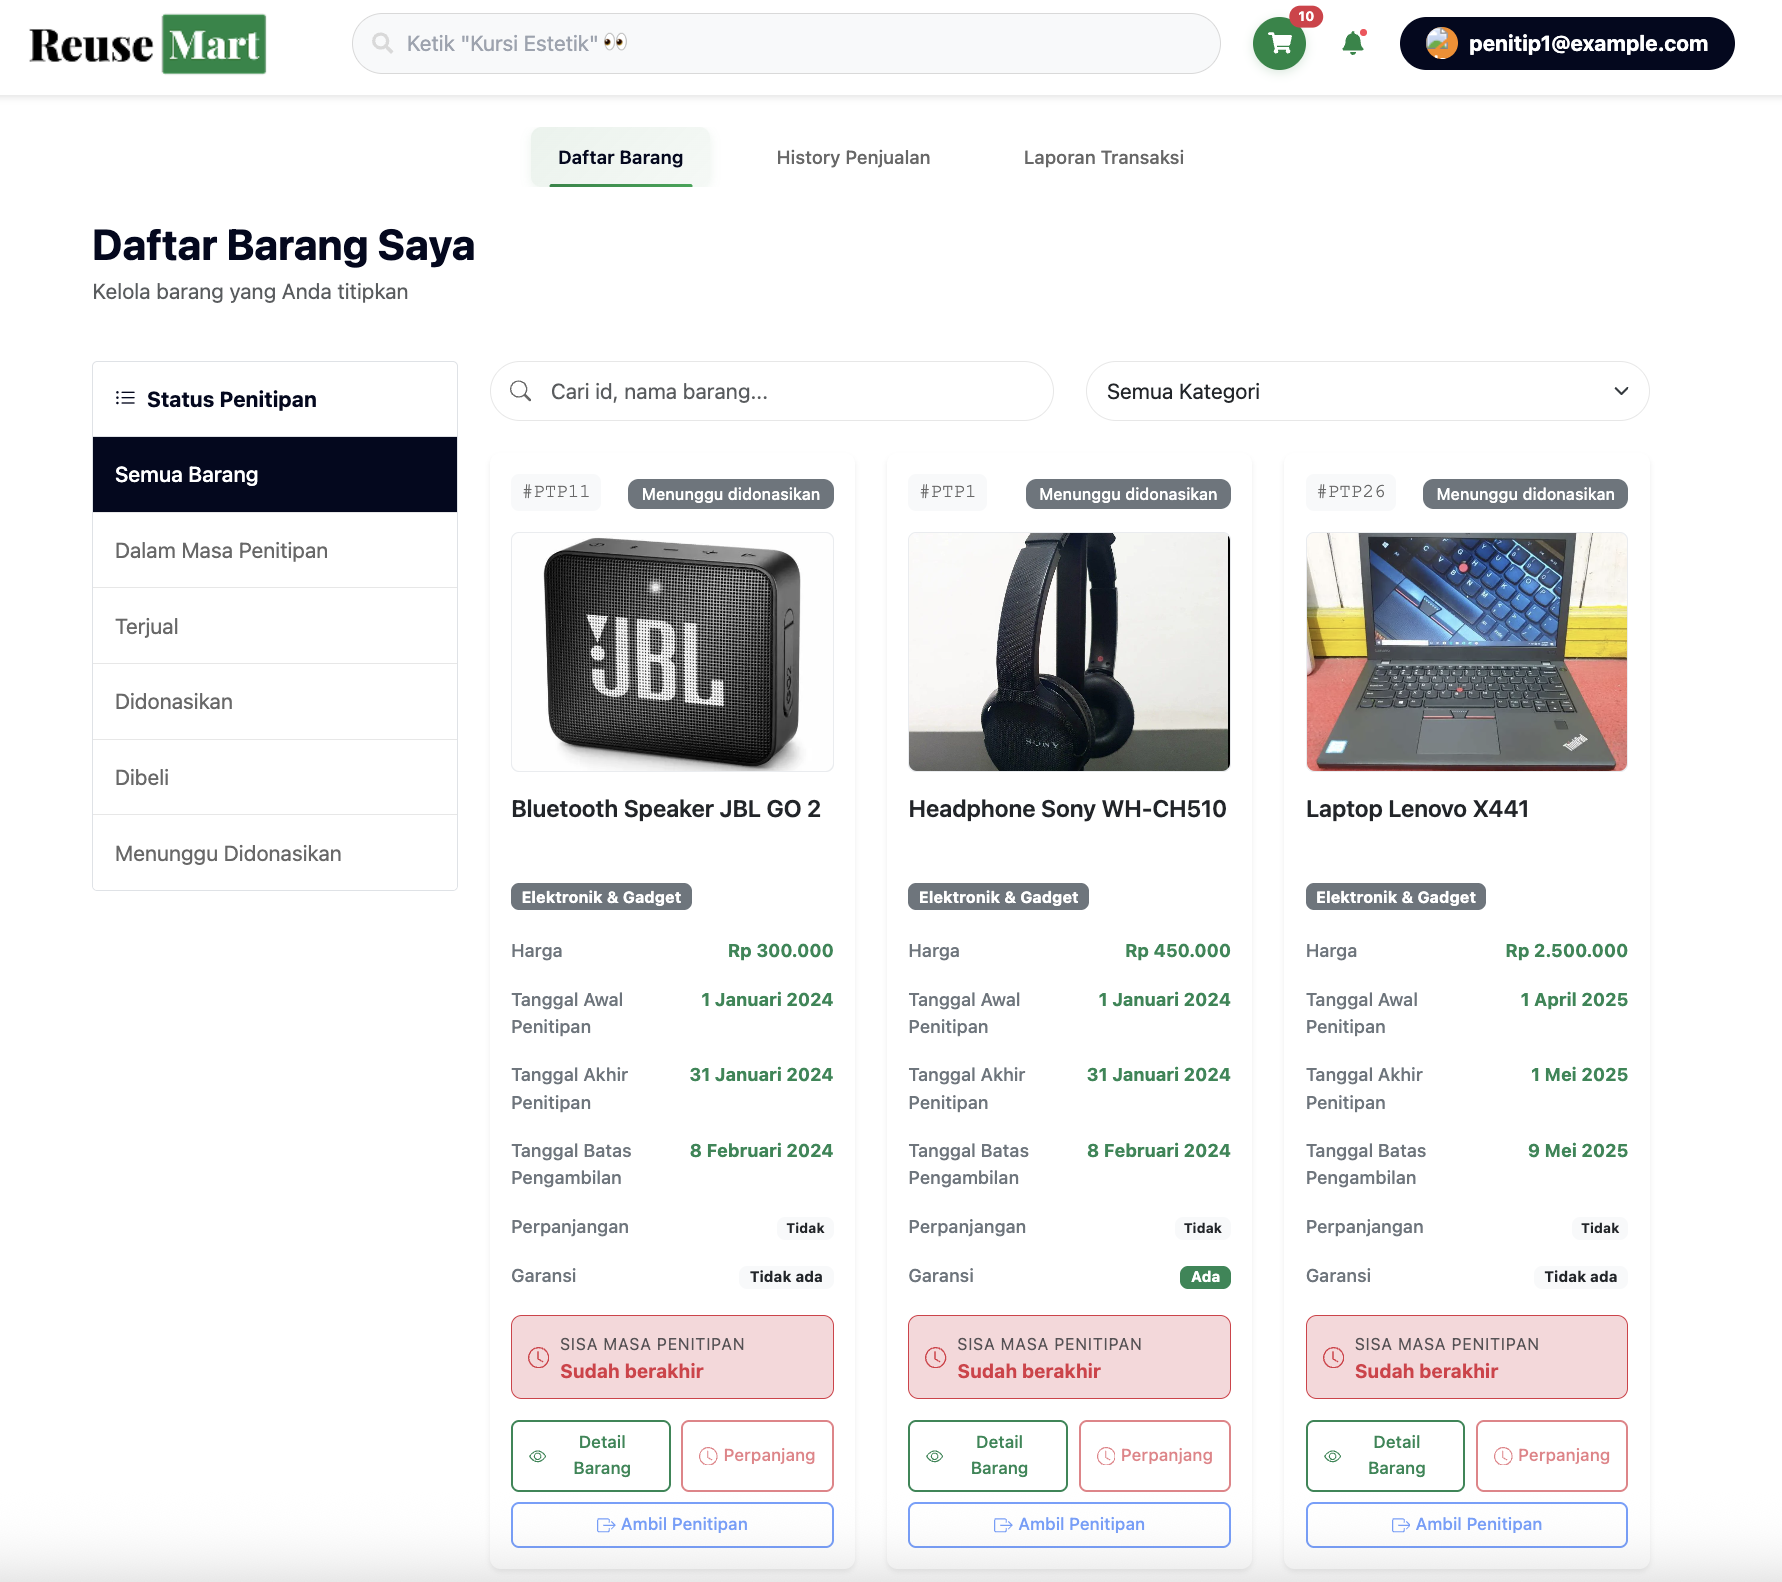 Reuse Mart
Ketik "Kursi Estetik" 👀
10
penitip1@example.com
Daftar Barang
History Penjualan
Laporan Transaksi
Daftar Barang Saya
Kelola barang yang Anda titipkan
Status Penitipan
Semua Barang
Dalam Masa Penitipan
Terjual
Didonasikan
Dibeli
Menunggu Didonasikan
Cari id, nama barang...
Semua Kategori
#PTP11
Menunggu didonasikan
JBL
GO 2
Bluetooth Speaker JBL GO 2
Elektronik & Gadget
Harga
Rp 300.000
Tanggal Awal
Penitipan
1 Januari 2024
Tanggal Akhir
Penitipan
31 Januari 2024
Tanggal Batas
Pengambilan
8 Februari 2024
Perpanjangan
Tidak
Garansi
Tidak ada
SISA MASA PENITIPAN
Sudah berakhir
Detail
Barang
Perpanjang
Ambil Penitipan
#PTP1
Menunggu didonasikan
SONY
Headphone Sony WH-CH510
Elektronik & Gadget
Harga
Rp 450.000
Tanggal Awal
Penitipan
1 Januari 2024
Tanggal Akhir
Penitipan
31 Januari 2024
Tanggal Batas
Pengambilan
8 Februari 2024
Perpanjangan
Tidak
Garansi
Ada
SISA MASA PENITIPAN
Sudah berakhir
Detail
Barang
Perpanjang
Ambil Penitipan
#PTP26
Menunggu didonasikan
ThinkPad
Laptop Lenovo X441
Elektronik & Gadget
Harga
Rp 2.500.000
Tanggal Awal
Penitipan
1 April 2025
Tanggal Akhir
Penitipan
1 Mei 2025
Tanggal Batas
Pengambilan
9 Mei 2025
Perpanjangan
Tidak
Garansi
Tidak ada
SISA MASA PENITIPAN
Sudah berakhir
Detail
Barang
Perpanjang
Ambil Penitipan